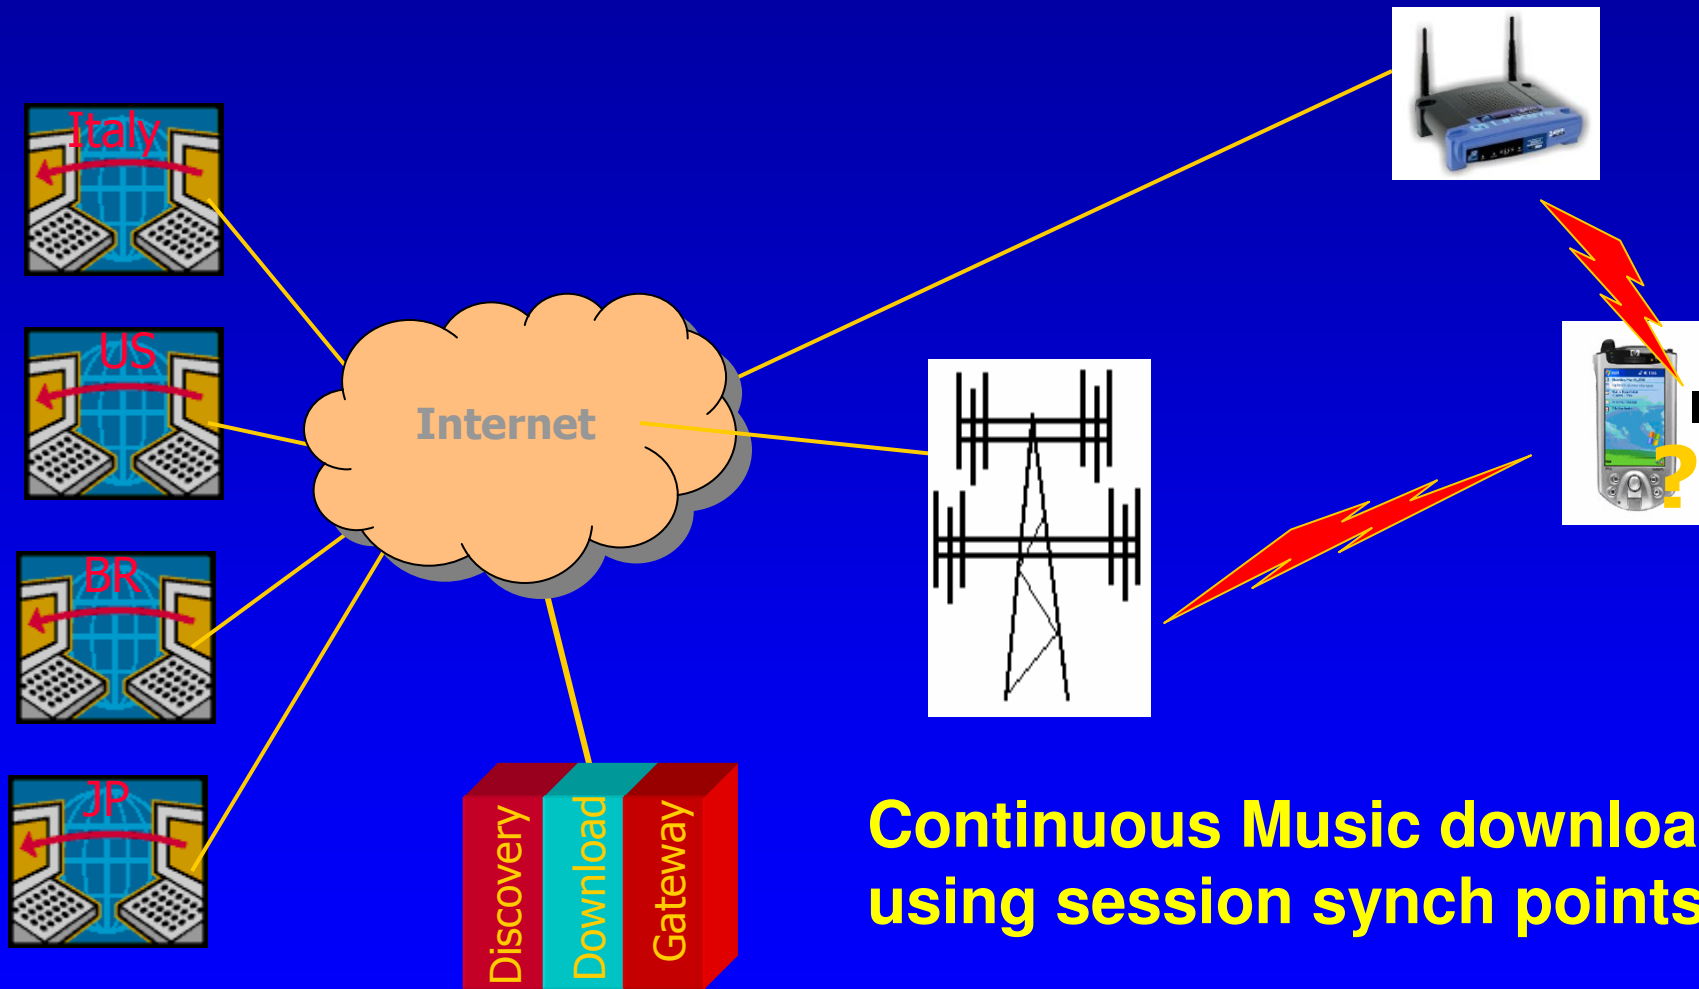 Italy
US
Internet
?
BR
JP
Discovery
Download
Gateway
Continuous Music downloa
using session synch points